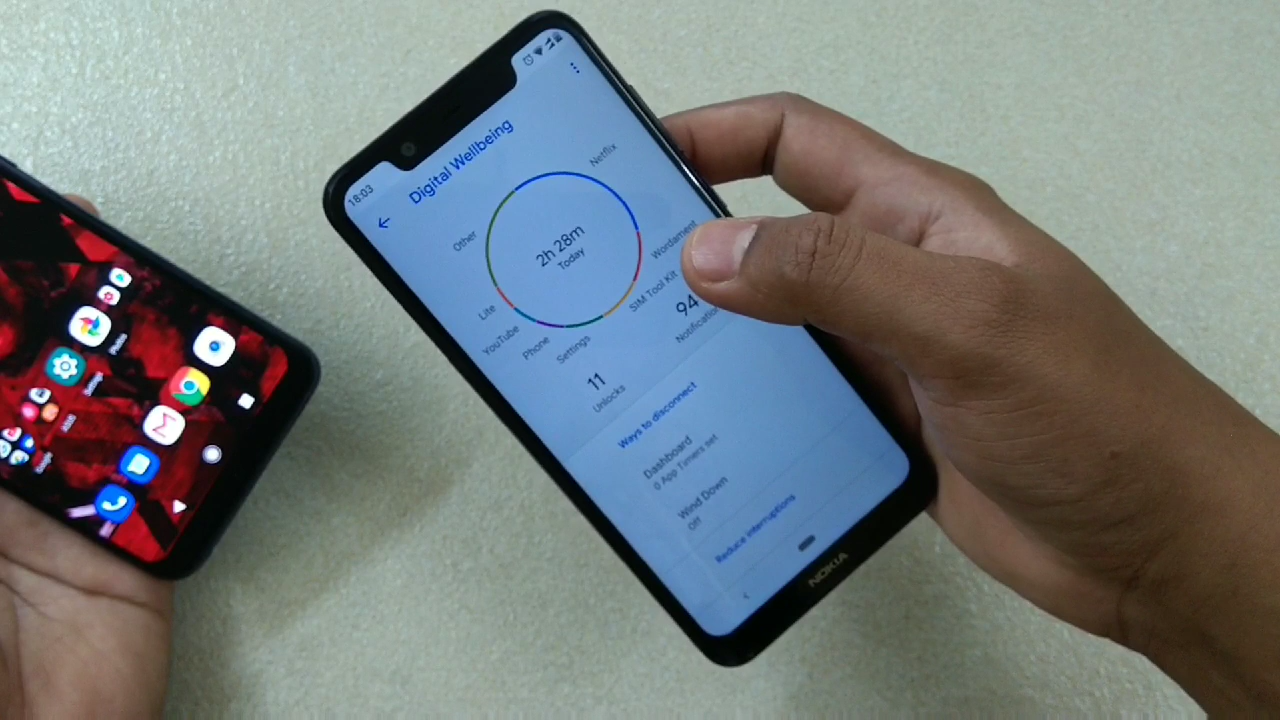 18:03
Digital Wellbeing
Netflix
Other
2h 28m
Today
Wordament
SIM Tool Kit
Lite
YouTube
Phone
Settings
11
Unlocks
94
Ways to disconnect
Dashboard
0 App Timers set
Wind Down
Off
Reduce interruptions
NOKIA